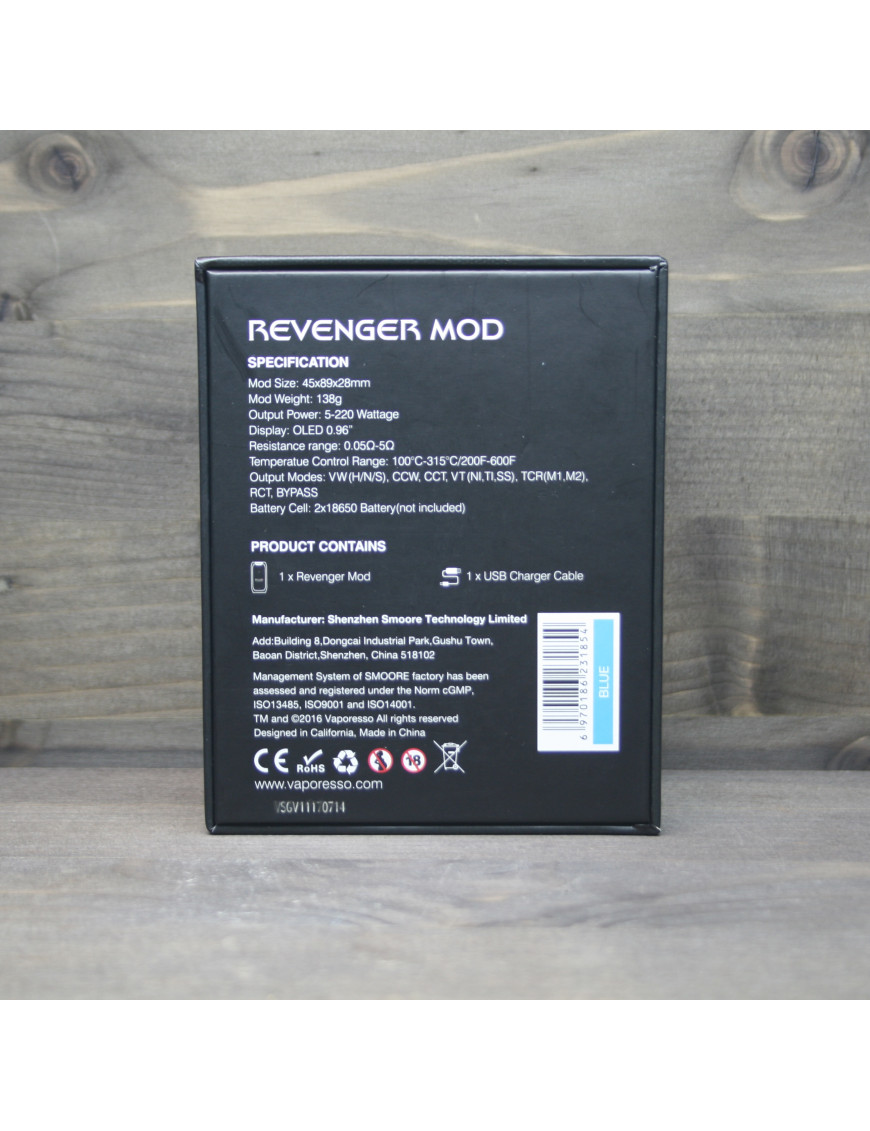 REVENGER MOD
SPECIFICATION
Mod Size: 45x89x28mm
Mod Weight: 138g
Output Power: 5-220 Wattage
Display: OLED 0.96"
Resistance range: 0.05Ω-5Ω
Temperatue Control Range: 100°C-315°C/200F-600F
Output Modes: VW(H/N/S), CCW, CCT, VT(NI,TI,SS), TCR(M1,M2),
RCT, BYPASS
Battery Cell: 2x18650 Battery(not included)
PRODUCT CONTAINS
1 x Revenger Mod
1 x USB Charger Cable
Manufacturer: Shenzhen Smoore Technology Limited
Add:Building 8,Dongcai Industrial Park,Gushu Town,
Baoan District,Shenzhen, China 518102
Management System of SMOORE factory has been
assessed and registered under the Norm cGMP,
ISO13485, ISO9001 and ISO14001.
TM and ©2016 Vaporesso All rights reserved
Designed in California, Made in China
CE
RoHS
18
www.vaporesso.com
VSGV11170714
6 970186 231854
BLUE